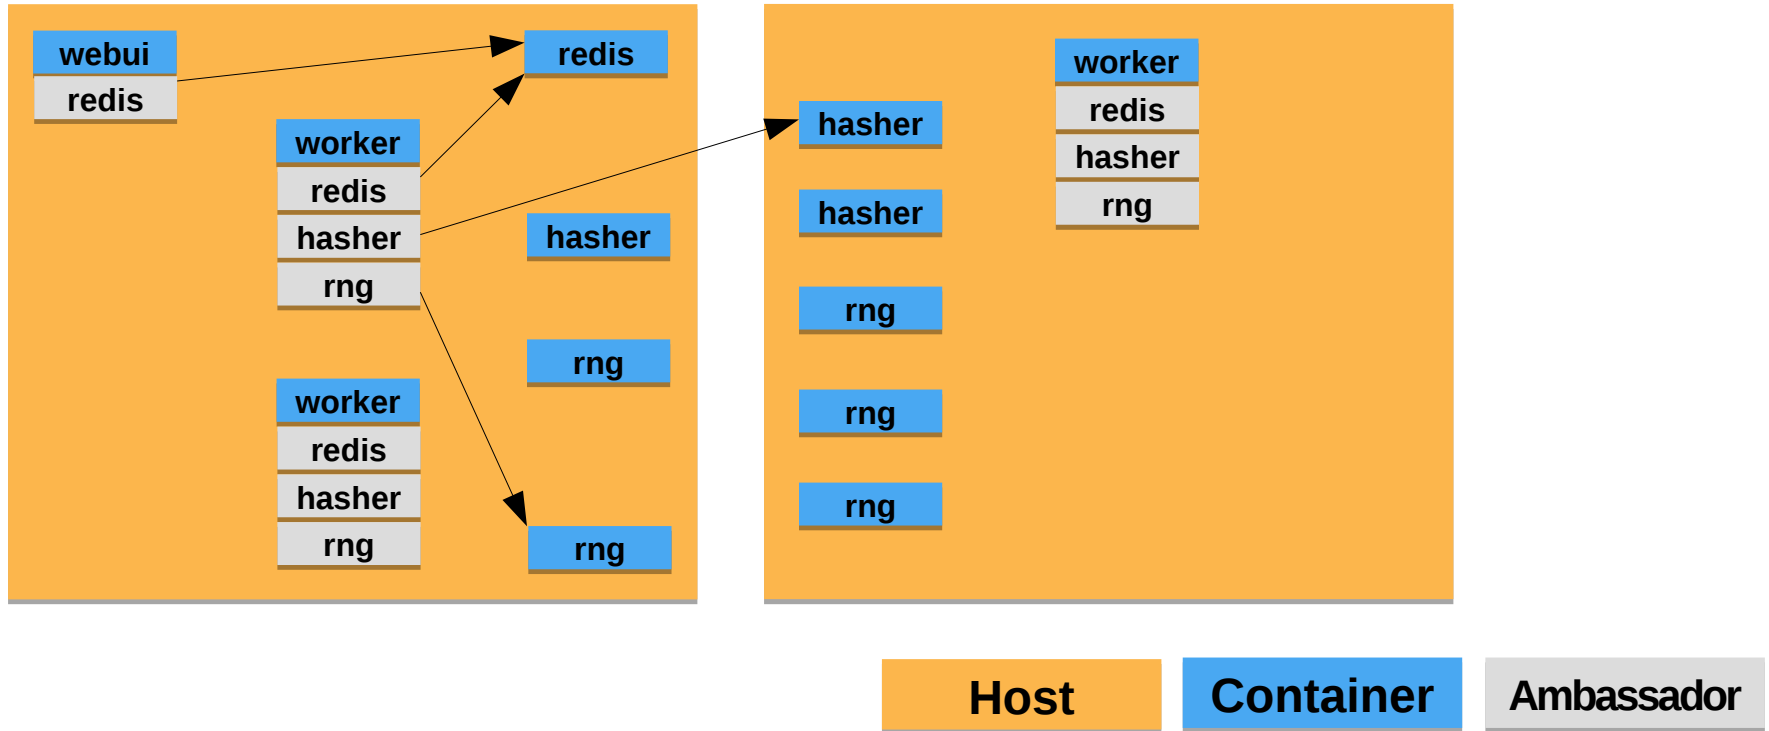 webui
redis
worker
redis
hasher
rng
worker
redis
hasher
rng
redis
hasher
rng
rng
hasher
hasher
rng
rng
rng
worker
redis
hasher
rng
Host
Container
Ambassador